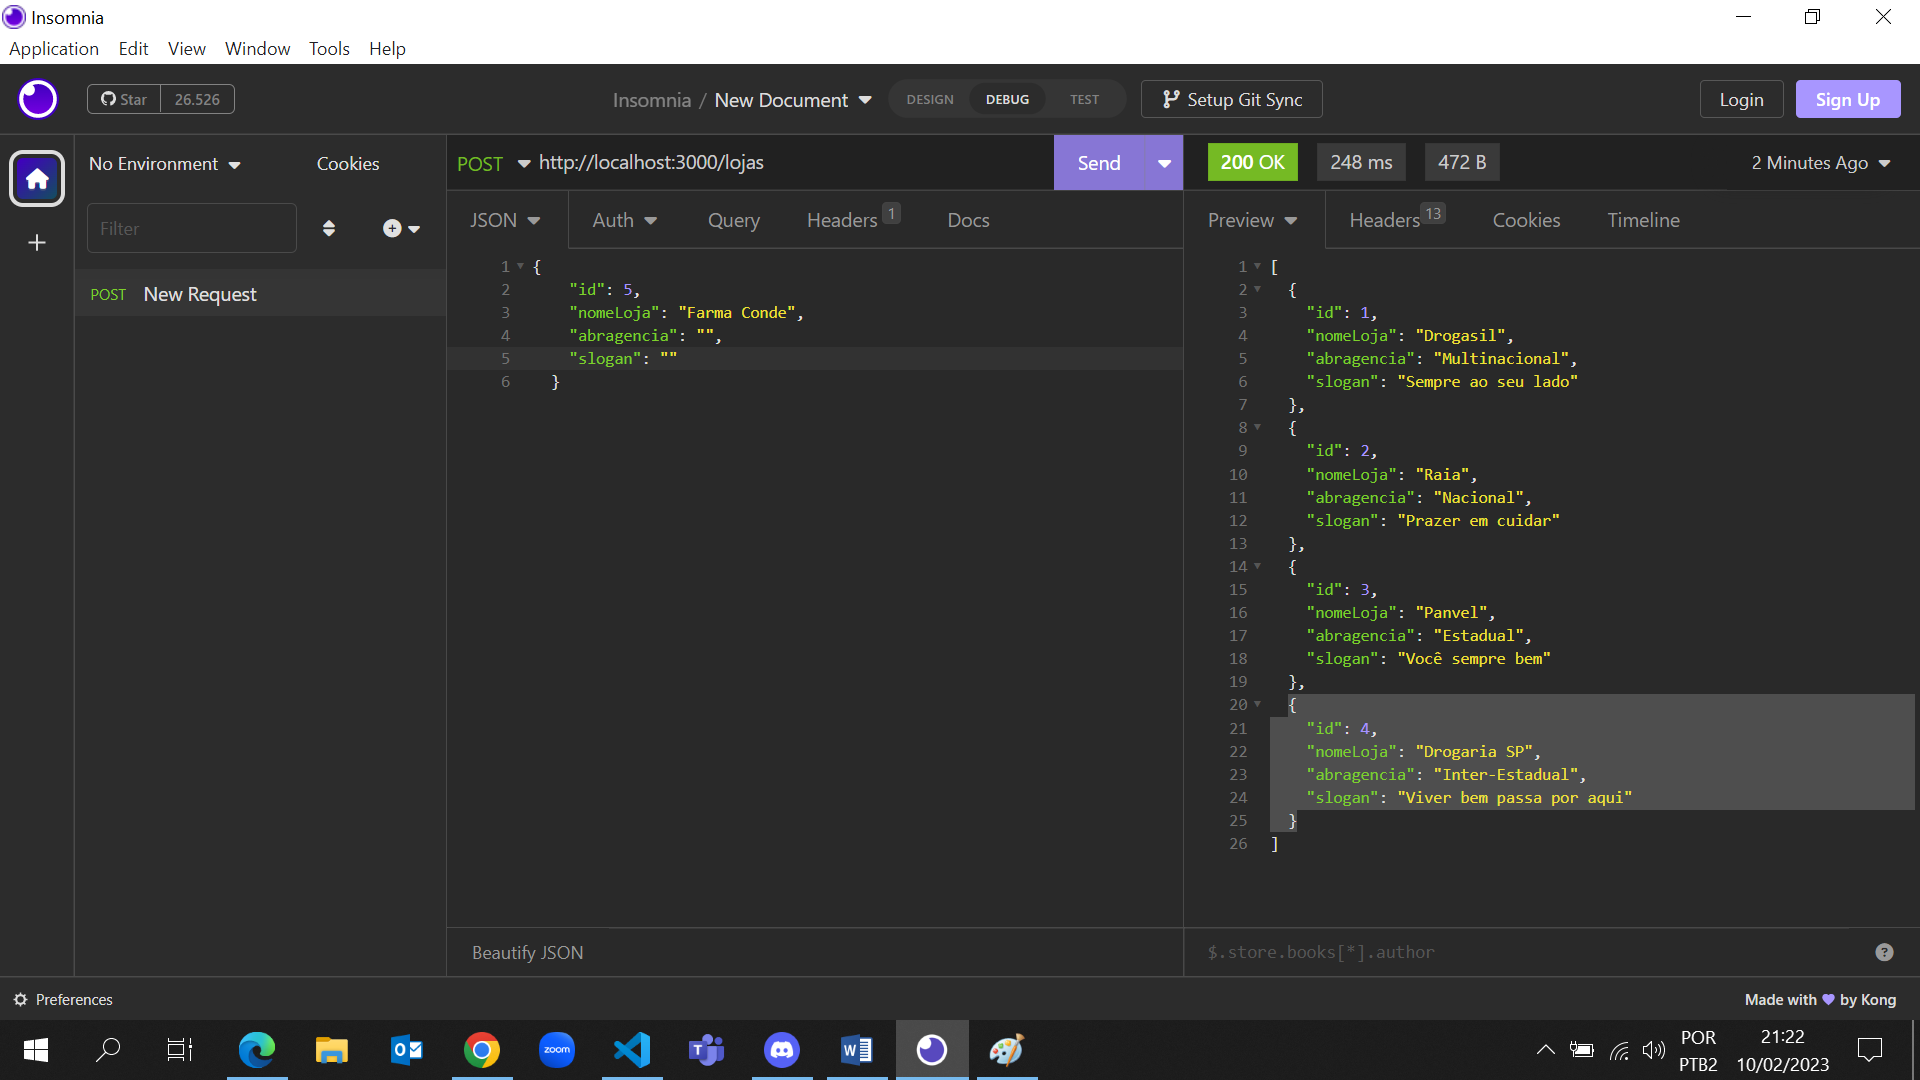 Insomnia
Application Edit View Window Tools Help
Star 26.526
Insomnia / New Document
DESIGN DEBUG TEST
Setup Git Sync
Login
Sign Up
No Environment
Cookies
POST http://localhost:3000/lojas
Send
200 OK 248 ms 472 B
2 Minutes Ago
Filter
POST New Request
JSON Auth Query Headers 1 Docs
1 {
2 "id": 5,
3 "nomeLoja": "Farma Conde",
4 "abragencia": "",
5 "slogan": ""
6 }
Beautify JSON
Preview Headers 13 Cookies Timeline
1 [
2 {
3 "id": 1,
4 "nomeLoja": "Drogasil",
5 "abragencia": "Multinacional",
6 "slogan": "Sempre ao seu lado"
7 },
8 {
9 "id": 2,
10 "nomeLoja": "Raia",
11 "abragencia": "Nacional",
12 "slogan": "Prazer em cuidar"
13 },
14 {
15 "id": 3,
16 "nomeLoja": "Panvel",
17 "abragencia": "Estadual",
18 "slogan": "Você sempre bem"
19 },
20 {
21 "id": 4,
22 "nomeLoja": "Drogaria SP",
23 "abragencia": "Inter-Estadual",
24 "slogan": "Viver bem passa por aqui"
25 }
26 ]
$.store.books[*].author
Preferences
Made with 💜 by Kong
zoom
POR
PTB2
21:22
10/02/2023